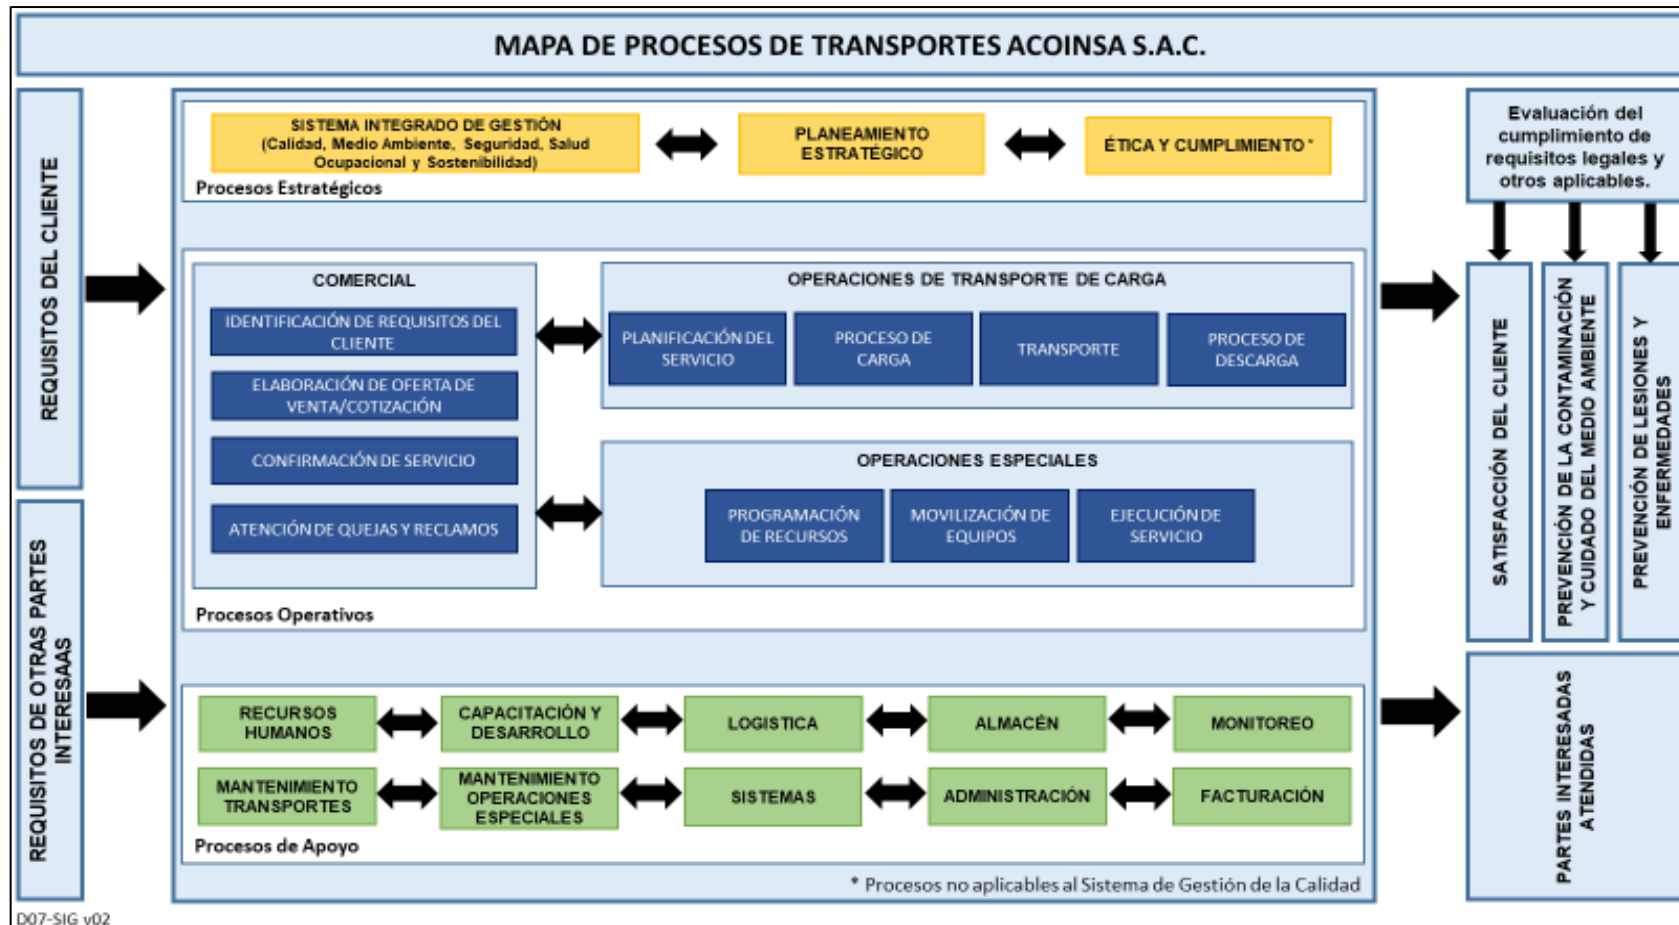 MAPA DE PROCESOS DE TRANSPORTES ACOINSA S.A.C.
REQUISITOS DEL CLIENTE
REQUISITOS DE OTRAS PARTES
INTERESAAS
SISTEMA INTEGRADO DE GESTIÓN
(Calidad, Medio Ambiente, Seguridad, Salud
Ocupacional y Sostenibilidad)
PLANEAMIENTO
ESTRATÉGICO
ÉTICA Y CUMPLIMIENTO *
Procesos Estratégicos
COMERCIAL
IDENTIFICACIÓN DE REQUISITOS DEL
CLIENTE
ELABORACIÓN DE OFERTA DE
VENTA/COTIZACIÓN
CONFIRMACIÓN DE SERVICIO
ATENCIÓN DE QUEJAS Y RECLAMOS
OPERACIONES DE TRANSPORTE DE CARGA
PLANIFICACIÓN DEL
SERVICIO
PROCESO DE
CARGA
TRANSPORTE
PROCESO DE
DESCARGA
OPERACIONES ESPECIALES
PROGRAMACIÓN
DE RECURSOS
MOVILIZACIÓN DE
EQUIPOS
EJECUCIÓN DE
SERVICIO
Procesos Operativos
RECURSOS
HUMANOS
CAPACITACIÓN Y
DESARROLLO
LOGISTICA
ALMACÉN
MONITOREO
MANTENIMIENTO
TRANSPORTES
MANTENIMIENTO
OPERACIONES
ESPECIALES
SISTEMAS
ADMINISTRACIÓN
FACTURACIÓN
Procesos de Apoyo
* Procesos no aplicables al Sistema de Gestión de la Calidad
Evaluación del
cumplimiento de
requisitos legales y
otros aplicables.
SATISFACCIÓN DEL CLIENTE
PREVENCIÓN DE LA CONTAMINACIÓN
Y CUIDADO DEL MEDIO AMBIENTE
PREVENCIÓN DE LESIONES Y
ENFERMEDADES
PARTES INTERESADAS
ATENDIDAS
D07-SIG v02